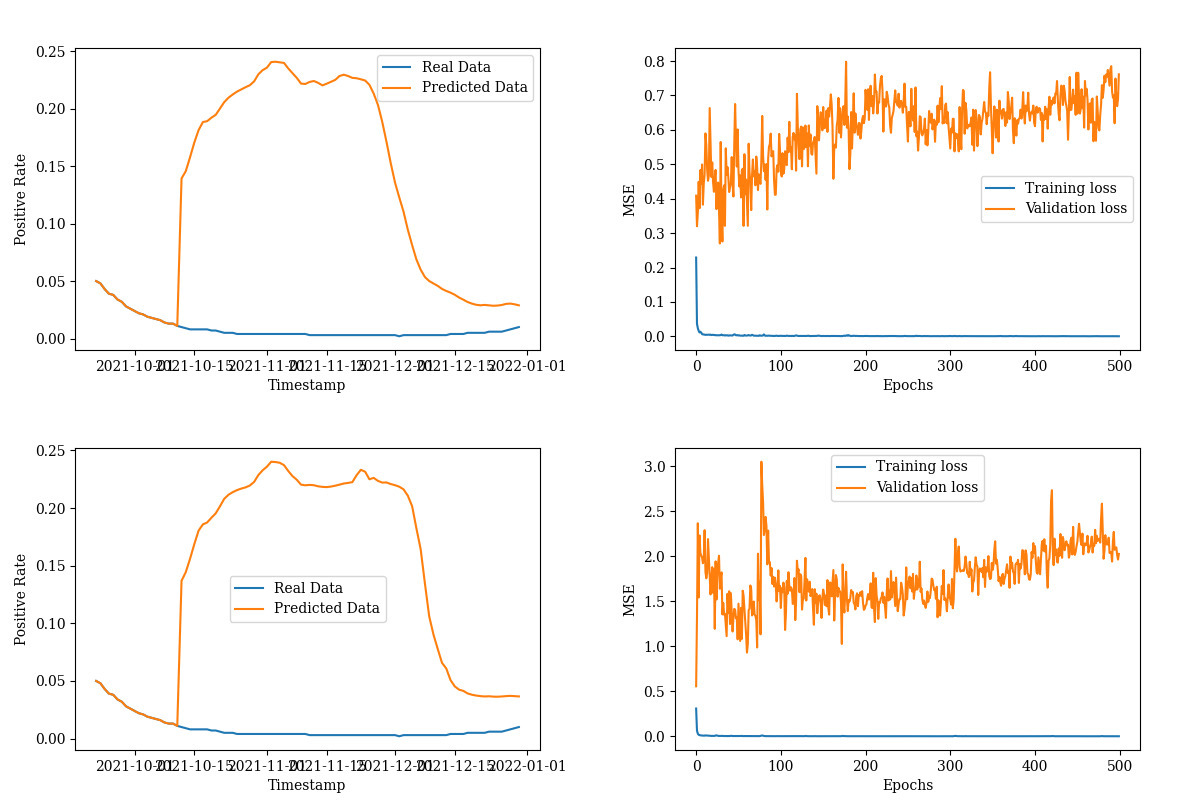 0.25
0.20
0.15
0.10
0.05
0.00
Positive Rate
Real Data
Predicted Data
2021-10-01 2021-10-15 2021-11-01 2021-11-15 2021-12-01 2021-12-15 2022-01-01
Timestamp
0.8
0.7
0.6
0.5
0.4
0.3
0.2
0.1
0.0
MSE
Training loss
Validation loss
0 100 200 300 400 500
Epochs
0.25
0.20
0.15
0.10
0.05
0.00
Positive Rate
Real Data
Predicted Data
2021-10-01 2021-10-15 2021-11-01 2021-11-15 2021-12-01 2021-12-15 2022-01-01
Timestamp
3.0
2.5
2.0
1.5
1.0
0.5
0.0
MSE
Training loss
Validation loss
0 100 200 300 400 500
Epochs